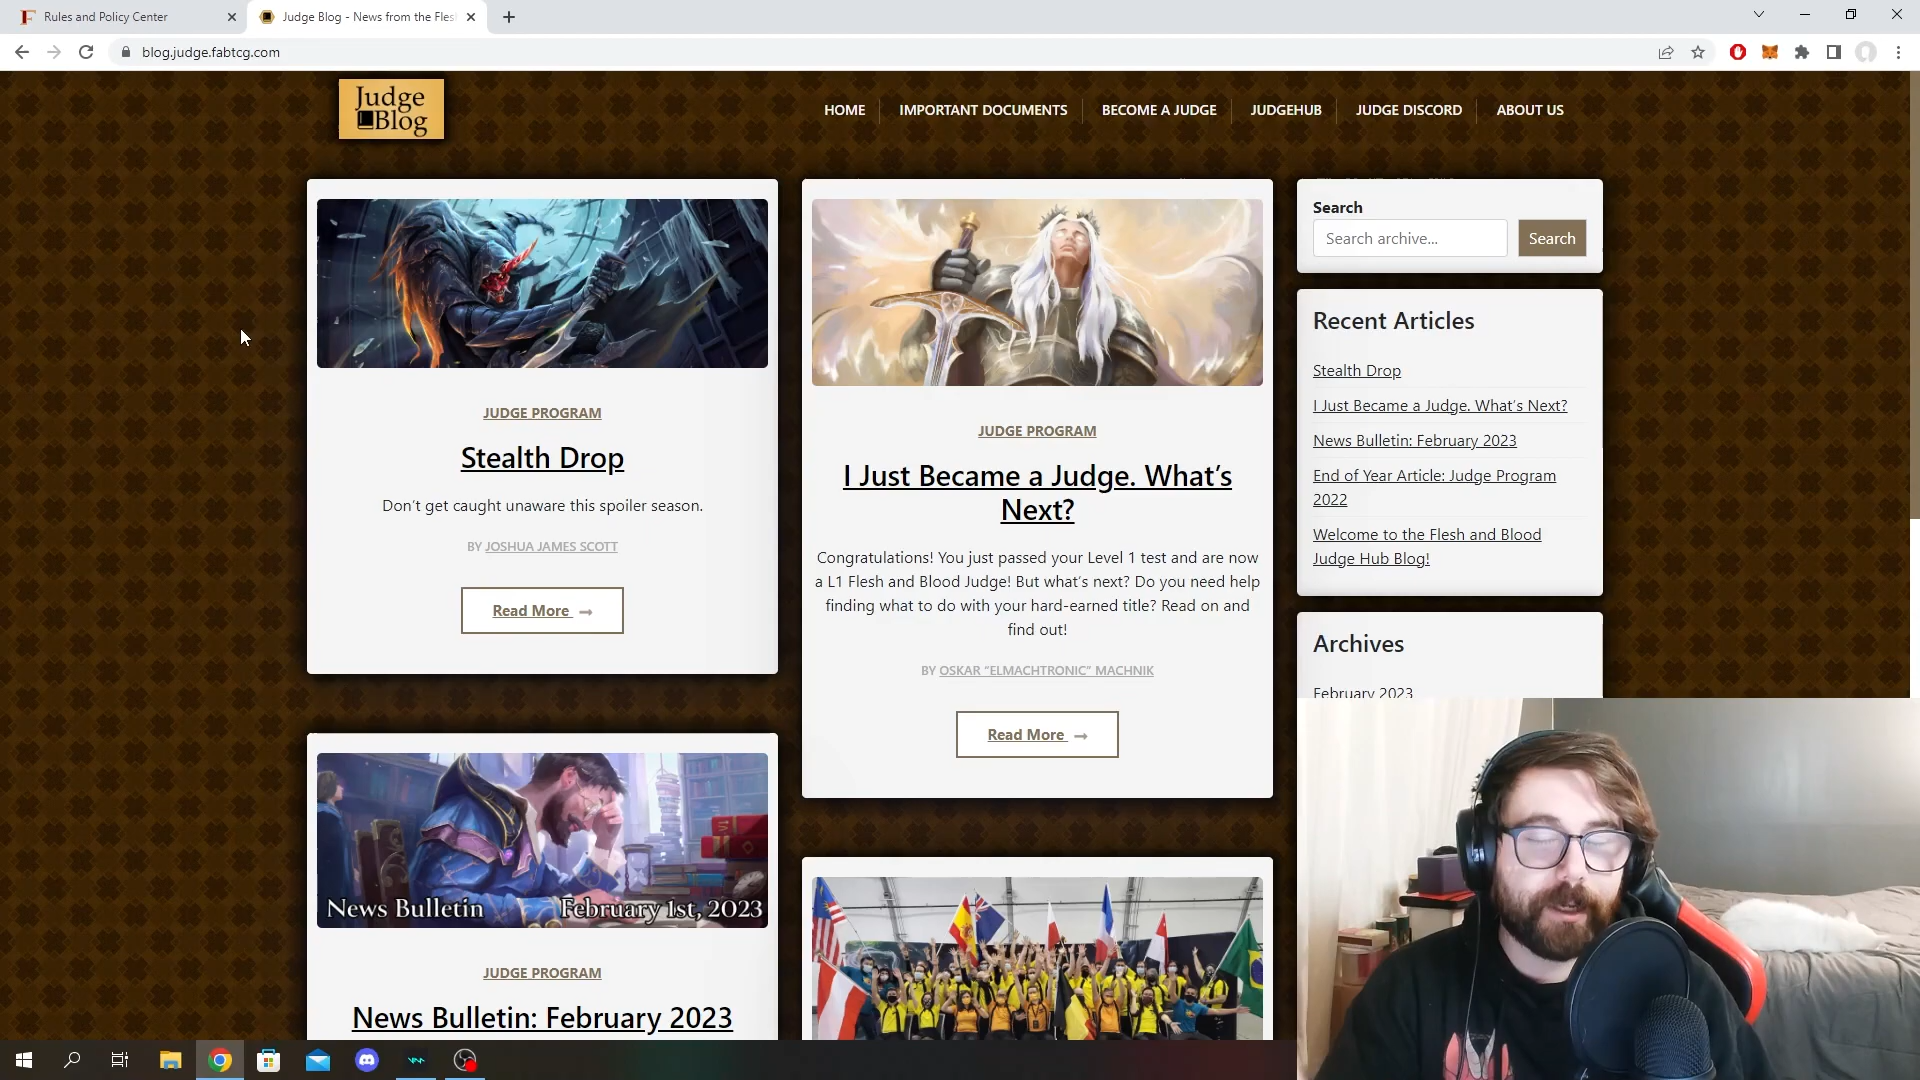 Rules and Policy Center
Judge Blog - News from the Fles
blog.judge.fabtcg.com
Judge
Blog
HOME
IMPORTANT DOCUMENTS
BECOME A JUDGE
JUDGEHUB
JUDGE DISCORD
ABOUT US
JUDGE PROGRAM
Stealth Drop
Don’t get caught unaware this spoiler season.
BY JOSHUA JAMES SCOTT
Read More →
News Bulletin
February 1st, 2023
JUDGE PROGRAM
News Bulletin: February 2023
JUDGE PROGRAM
I Just Became a Judge. What’s
Next?
Congratulations! You just passed your Level 1 test and are now
a L1 Flesh and Blood Judge! But what’s next? Do you need help
finding what to do with your hard-earned title? Read on and
find out!
BY OSKAR “ELMACHTRONIC” MACHNIK
Read More →
Search
Search archive...
Search
Recent Articles
Stealth Drop
I Just Became a Judge. What’s Next?
News Bulletin: February 2023
End of Year Article: Judge Program
2022
Welcome to the Flesh and Blood
Judge Hub Blog!
Archives
February 2023